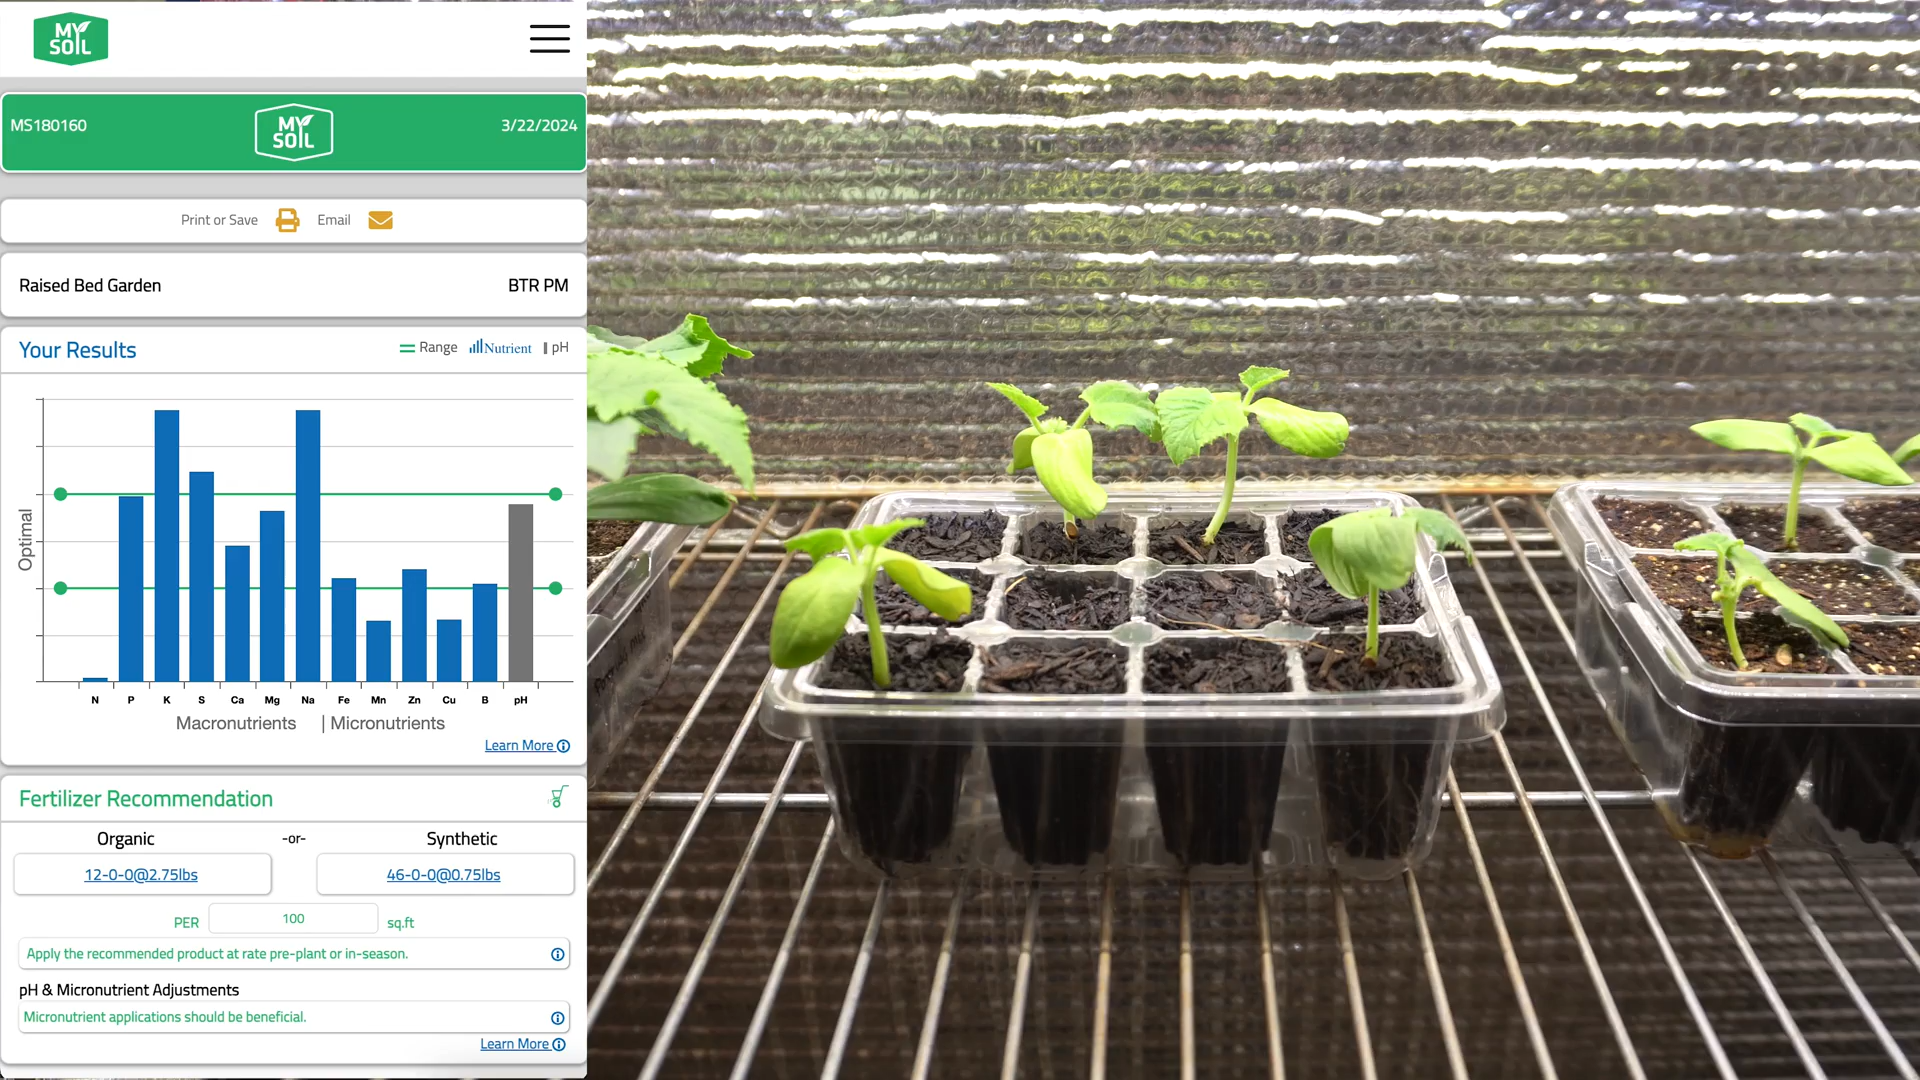 MY
SOIL
MS180160
MY
SOIL
3/22/2024
Print or Save
Email
Raised Bed Garden
BTR PM
Your Results
Range
Nutrient
pH
Optimal
N P K S Ca Mg Na Fe Mn Zn Cu B pH
Macronutrients | Micronutrients
Learn More
Fertilizer Recommendation
Organic -or- Synthetic
12-0-0@2.75lbs
46-0-0@0.75lbs
PER 100 sq.ft
Apply the recommended product at rate pre-plant or in-season.
pH & Micronutrient Adjustments
Micronutrient applications should be beneficial.
Learn More